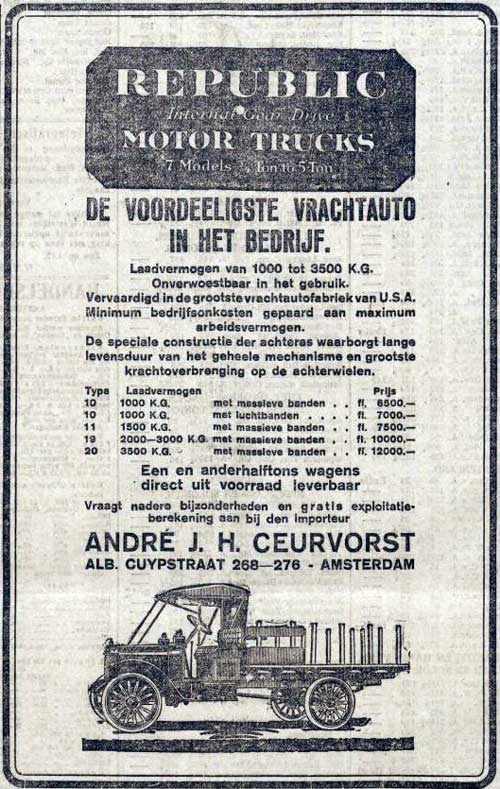 REPUBLIC
Internal Gear Drive
MOTOR TRUCKS
7 Models ¾ Ton to 5 Ton
DE VOORDEELIGSTE VRACHTAUTO
IN HET BEDRIJF.
Laadvermogen van 1000 tot 3500 K.G.
Onverwoestbaar in het gebruik.
Vervaardigd in de grootste vrachtautofabriek van U.S.A.
Minimum bedrijfsonkosten gepaard aan maximum
arbeidsvermogen.
De speciale constructie der achteras waarborgt lange
levensduur van het geheele mechanisme en grootste
krachtoverbrenging op de achterwielen.
Type Laadvermogen Prijs
10 1000 K.G. met massieve banden . . fl. 6500.—
10 1000 K.G. met luchtbanden . . . . fl. 7000.—
11 1500 K.G. met massieve banden . . fl. 7500.—
19 2000—3000 K.G. met massieve banden . . fl. 10000.—
20 3500 K.G. met massieve banden . . fl. 12000.—
Een en anderhalftons wagens
direct uit voorraad leverbaar
Vraagt nadere bijzonderheden en gratis exploitatie-
berekening aan bij den importeur
ANDRÉ J. H. CEURVORST
ALB. CUYPSTRAAT 268—276 - AMSTERDAM